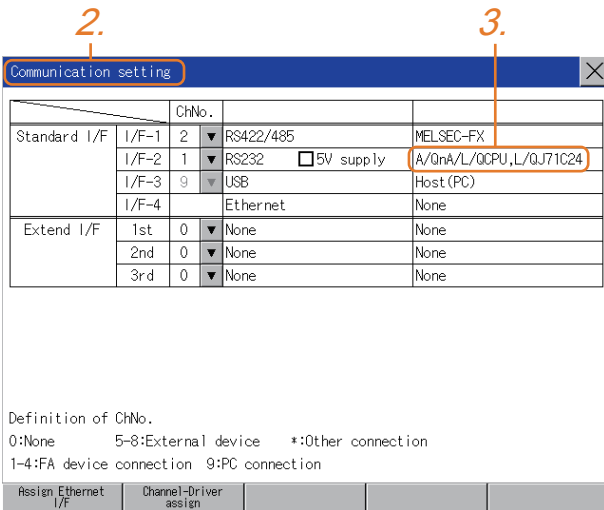 2. 3.
Communication setting
ChNo.
Standard I/F I/F-1 2 RS422/485 MELSEC-FX
I/F-2 1 RS232 5V supply A/QnA/L/QCPU,L/QJ71C24
I/F-3 9 USB Host(PC)
I/F-4 Ethernet None
Extend I/F 1st 0 None None
2nd 0 None None
3rd 0 None None
Definition of ChNo.
0:None 5-8:External device *:Other connection
1-4:FA device connection 9:PC connection
Assign Ethernet I/F Channel-Driver assign